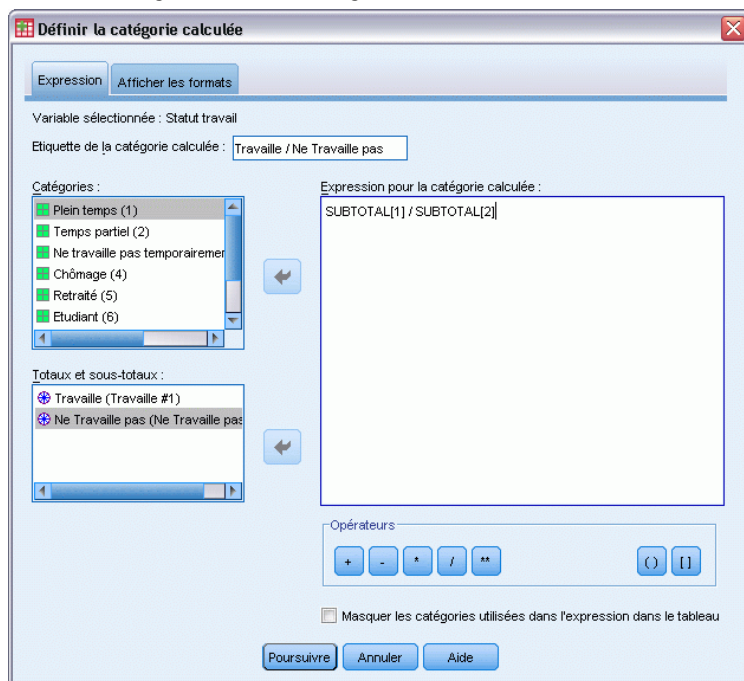 Définir la catégorie calculée
Expression
Afficher les formats
Variable sélectionnée : Statut travail
Etiquette de la catégorie calculée :
Travaille / Ne Travaille pas
Catégories :
Plein temps (1)
Temps partiel (2)
Ne travaille pas temporairemer
Chômage (4)
Retraité (5)
Etudiant (6)
Expression pour la catégorie calculée :
SUBTOTAL[1] / SUBTOTAL[2]
Totaux et sous-totaux :
Travaille (Travaille #1)
Ne Travaille pas (Ne Travaille pas
Opérateurs
+ - * / ** ( ) [ ]
Masquer les catégories utilisées dans l'expression dans le tableau
Poursuivre
Annuler
Aide